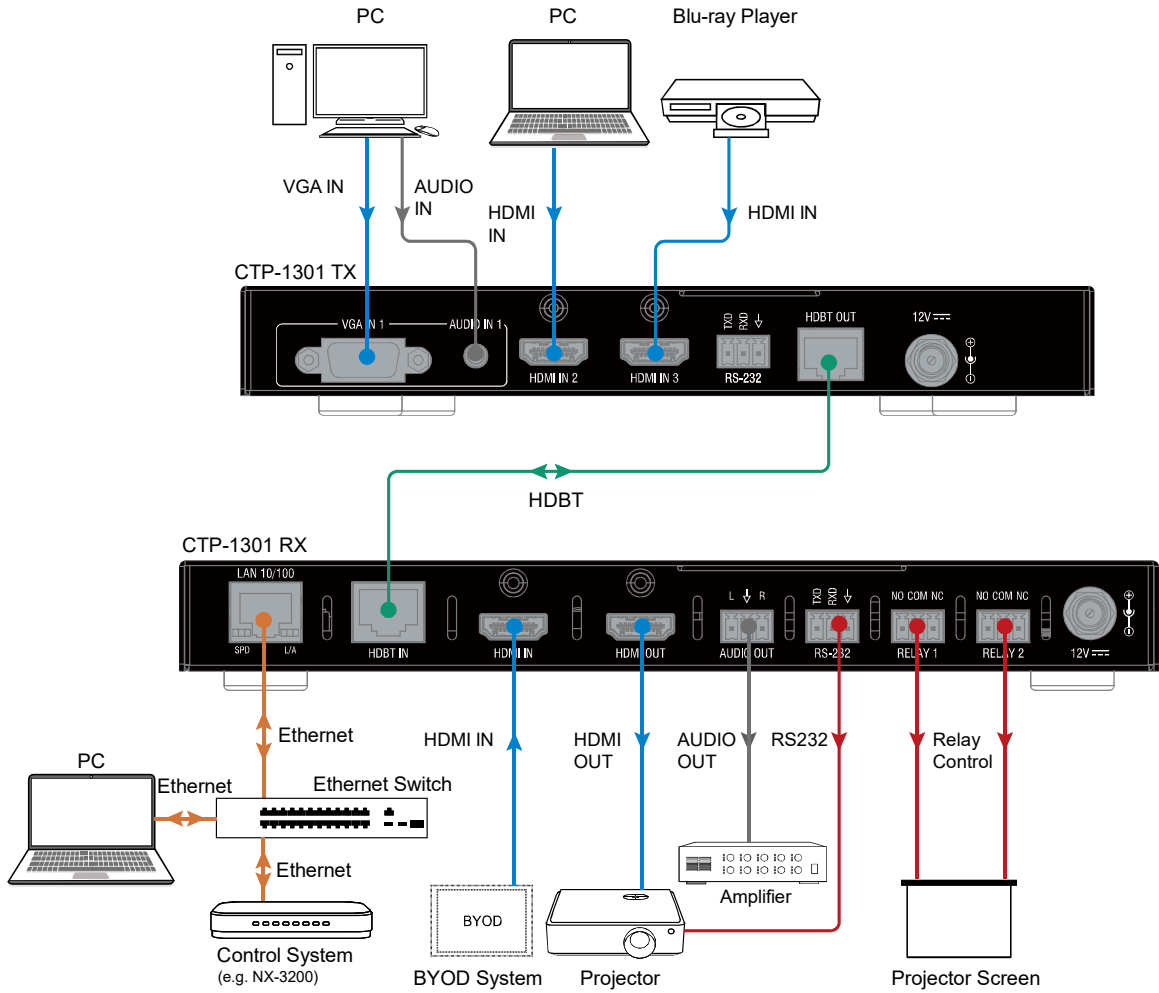 PC
PC
Blu-ray Player
VGA IN
AUDIO
IN
HDMI
IN
HDMI IN
CTP-1301 TX
VGA IN 1
AUDIO IN 1
HDMI IN 2
HDMI IN 3
TXD
RXD
RS-232
HDBT OUT
12V
HDBT
CTP-1301 RX
LAN 10/100
SPD
L/A
HDBT IN
HDMI IN
HDMI OUT
L R
AUDIO OUT
TXD
RXD
RS-232
NO COM NC
RELAY 1
NO COM NC
RELAY 2
12V
Ethernet
HDMI IN
HDMI
OUT
AUDIO
OUT
RS232
Relay
Control
PC
Ethernet
Ethernet Switch
Ethernet
Control System
(e.g. NX-3200)
BYOD
BYOD System
Projector
Amplifier
Projector Screen